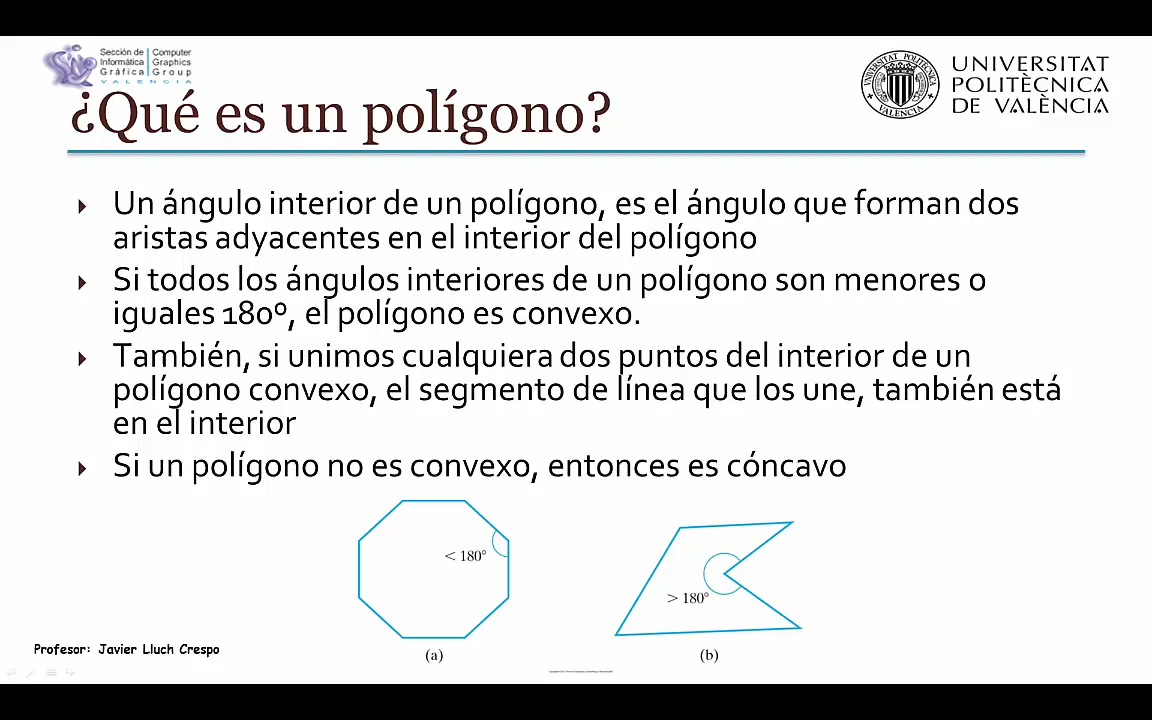 Sección de
Informática
Gráfica
Computer
Graphics
Group
VALENCIA
UNIVERSITAT
POLITÈCNICA
DE VALÈNCIA
¿Qué es un polígono?
Un ángulo interior de un polígono, es el ángulo que forman dos
aristas adyacentes en el interior del polígono
Si todos los ángulos interiores de un polígono son menores o
iguales 180º, el polígono es convexo.
También, si unimos cualquiera dos puntos del interior de un
polígono convexo, el segmento de línea que los une, también está
en el interior
Si un polígono no es convexo, entonces es cóncavo
< 180°
> 180°
(a)
(b)
Profesor: Javier Lluch Crespo